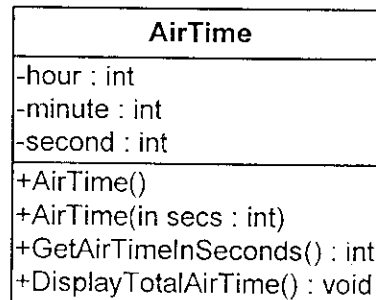 AirTime
-hour : int
-minute : int
-second : int
+AirTime()
+AirTime(in secs : int)
+GetAirTimeInSeconds() : int
+DisplayTotalAirTime() : void